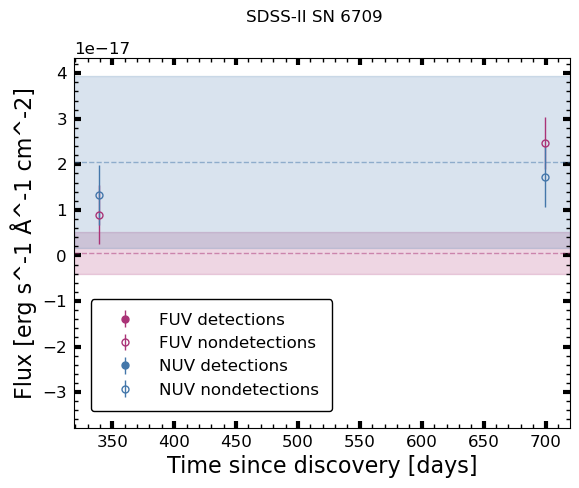 SDSS-II SN 6709
1e−17
4
3
2
1
0
−1
−2
−3
Flux [erg s^-1 Å^-1 cm^-2]
FUV detections
FUV nondetections
NUV detections
NUV nondetections
350 400 450 500 550 600 650 700
Time since discovery [days]